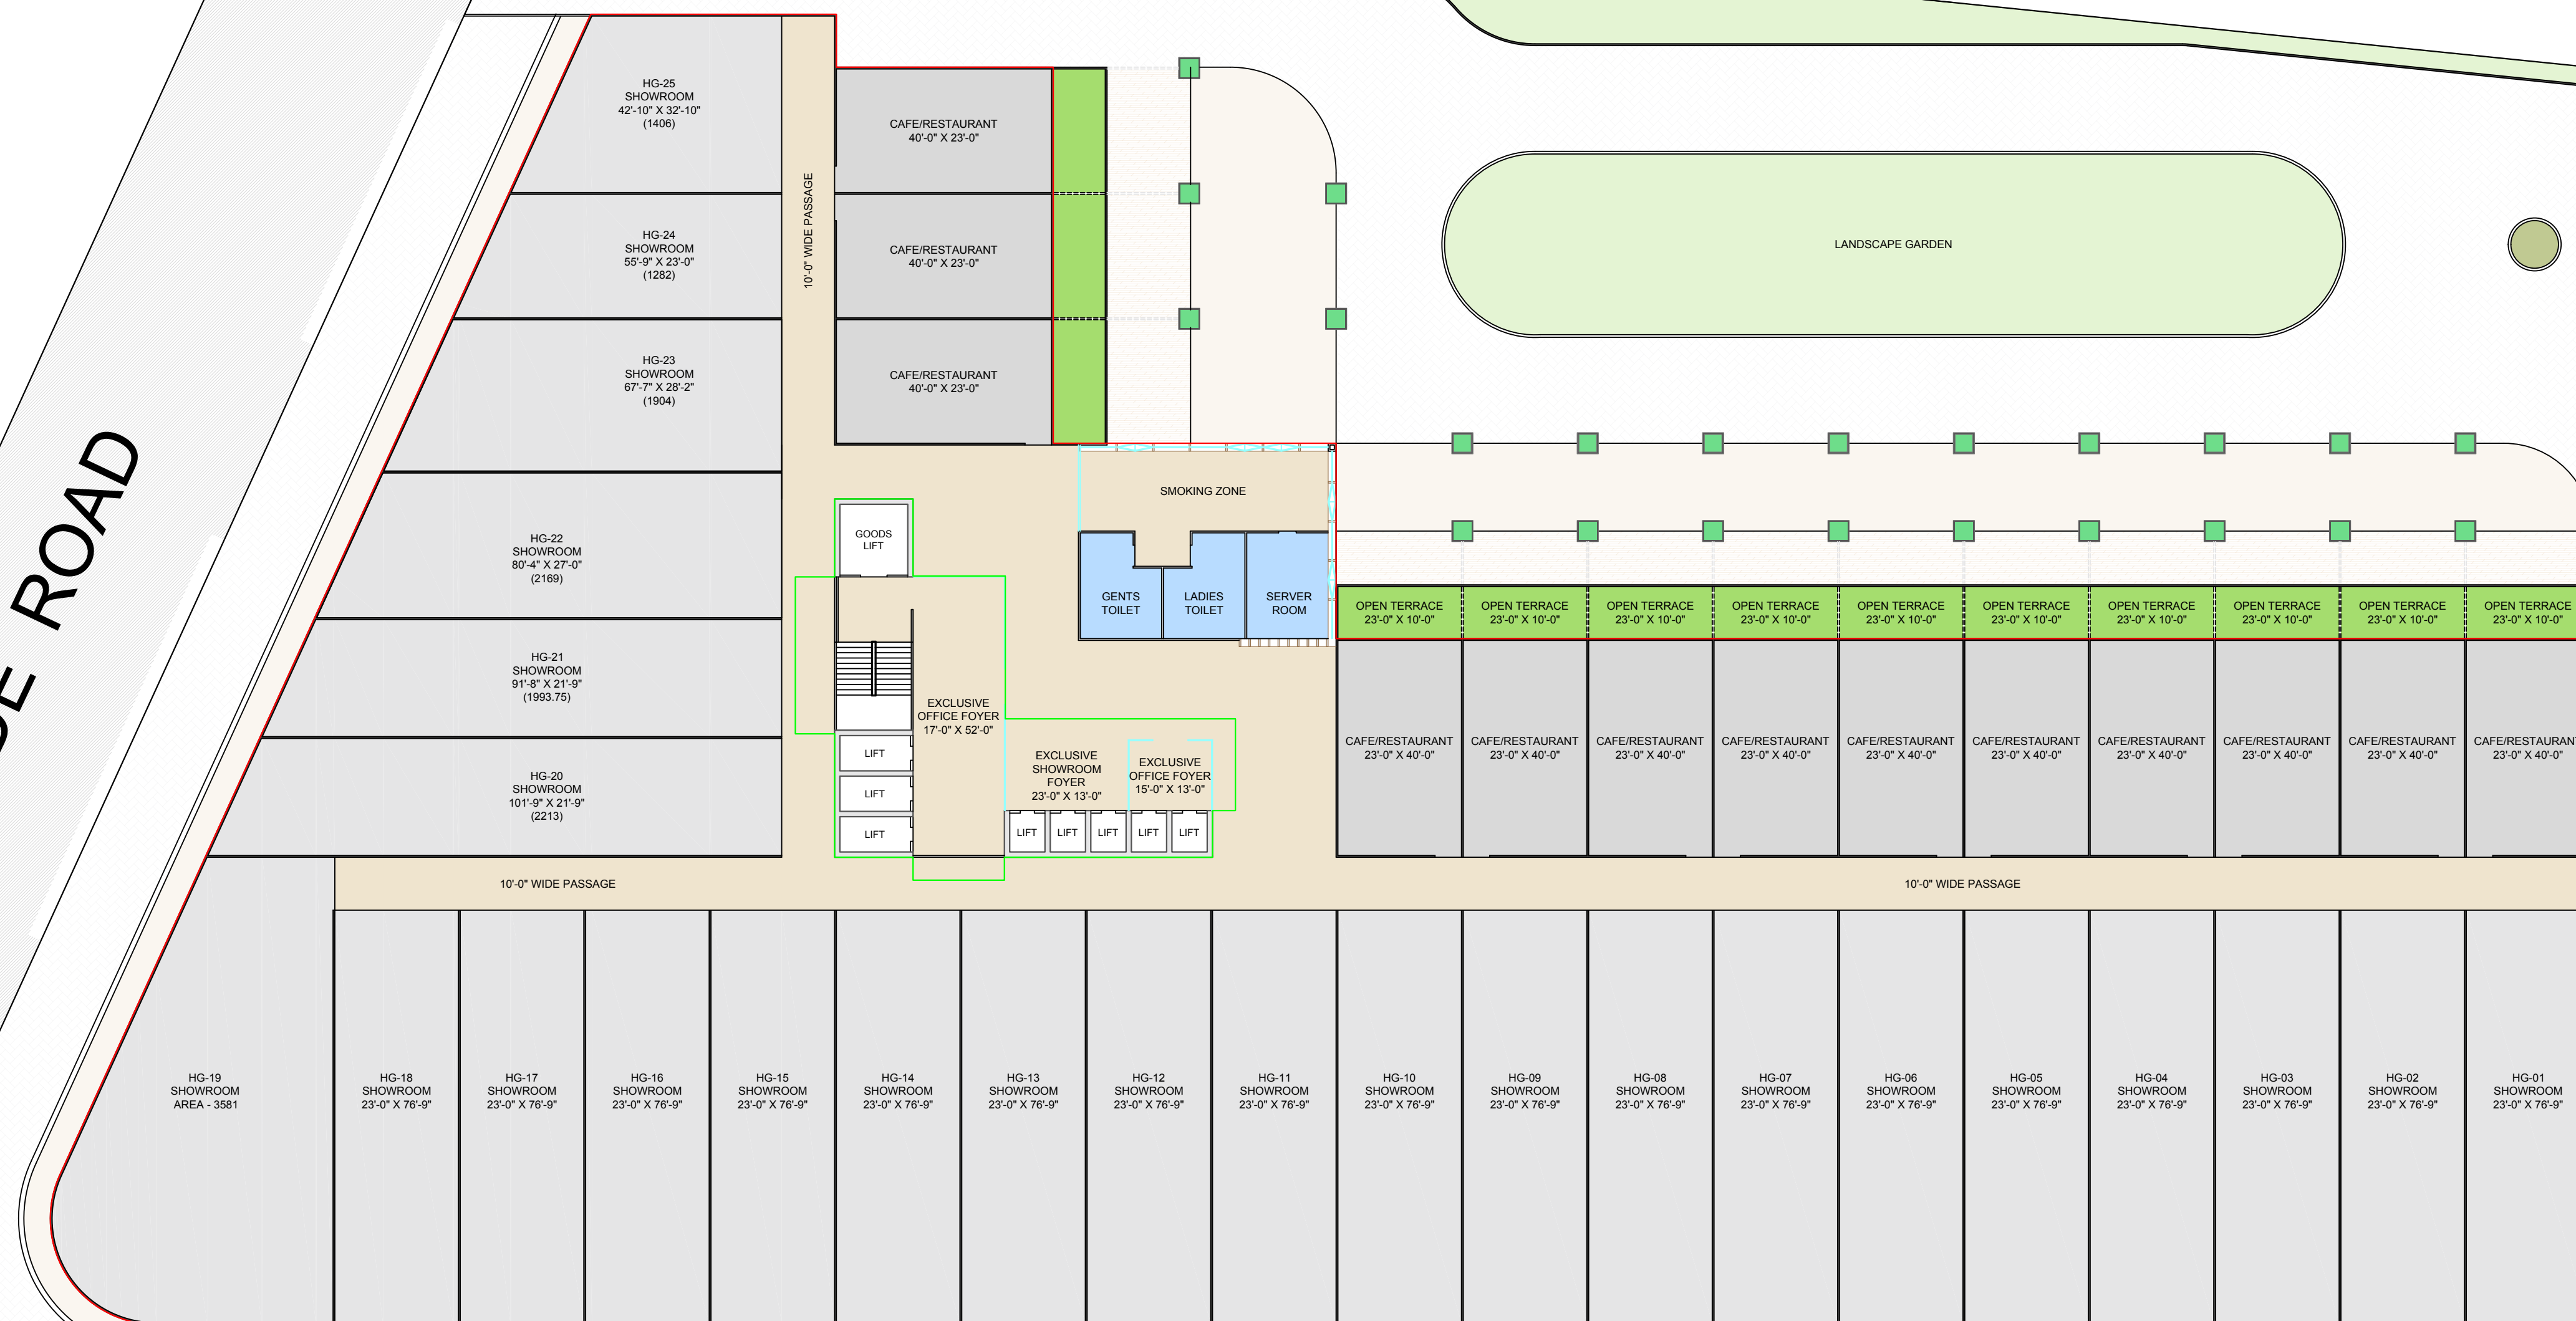 HG-25
SHOWROOM
42'-10" X 32'-10"
(1406)
HG-24
SHOWROOM
55'-9" X 23'-0"
(1282)
HG-23
SHOWROOM
67'-7" X 28'-2"
(1904)
HG-22
SHOWROOM
80'-4" X 27'-0"
(2169)
HG-21
SHOWROOM
91'-8" X 21'-9"
(1993.75)
HG-20
SHOWROOM
101'-9" X 21'-9"
(2213)
ROAD
10'-0" WIDE PASSAGE
CAFE/RESTAURANT
40'-0" X 23'-0"
CAFE/RESTAURANT
40'-0" X 23'-0"
CAFE/RESTAURANT
40'-0" X 23'-0"
LANDSCAPE GARDEN
SMOKING ZONE
GOODS
LIFT
GENTS
TOILET
LADIES
TOILET
SERVER
ROOM
EXCLUSIVE
OFFICE FOYER
17'-0" X 52'-0"
LIFT
LIFT
LIFT
EXCLUSIVE
SHOWROOM
FOYER
23'-0" X 13'-0"
EXCLUSIVE
OFFICE FOYER
15'-0" X 13'-0"
LIFT
LIFT
LIFT
LIFT
LIFT
OPEN TERRACE
23'-0" X 10'-0"
OPEN TERRACE
23'-0" X 10'-0"
OPEN TERRACE
23'-0" X 10'-0"
OPEN TERRACE
23'-0" X 10'-0"
OPEN TERRACE
23'-0" X 10'-0"
OPEN TERRACE
23'-0" X 10'-0"
OPEN TERRACE
23'-0" X 10'-0"
OPEN TERRACE
23'-0" X 10'-0"
OPEN TERRACE
23'-0" X 10'-0"
OPEN TERRACE
23'-0" X 10'-0"
CAFE/RESTAURANT
23'-0" X 40'-0"
CAFE/RESTAURANT
23'-0" X 40'-0"
CAFE/RESTAURANT
23'-0" X 40'-0"
CAFE/RESTAURANT
23'-0" X 40'-0"
CAFE/RESTAURANT
23'-0" X 40'-0"
CAFE/RESTAURANT
23'-0" X 40'-0"
CAFE/RESTAURANT
23'-0" X 40'-0"
CAFE/RESTAURANT
23'-0" X 40'-0"
CAFE/RESTAURANT
23'-0" X 40'-0"
CAFE/RESTAURANT
23'-0" X 40'-0"
10'-0" WIDE PASSAGE
10'-0" WIDE PASSAGE
HG-19
SHOWROOM
AREA - 3581
HG-18
SHOWROOM
23'-0" X 76'-9"
HG-17
SHOWROOM
23'-0" X 76'-9"
HG-16
SHOWROOM
23'-0" X 76'-9"
HG-15
SHOWROOM
23'-0" X 76'-9"
HG-14
SHOWROOM
23'-0" X 76'-9"
HG-13
SHOWROOM
23'-0" X 76'-9"
HG-12
SHOWROOM
23'-0" X 76'-9"
HG-11
SHOWROOM
23'-0" X 76'-9"
HG-10
SHOWROOM
23'-0" X 76'-9"
HG-09
SHOWROOM
23'-0" X 76'-9"
HG-08
SHOWROOM
23'-0" X 76'-9"
HG-07
SHOWROOM
23'-0" X 76'-9"
HG-06
SHOWROOM
23'-0" X 76'-9"
HG-05
SHOWROOM
23'-0" X 76'-9"
HG-04
SHOWROOM
23'-0" X 76'-9"
HG-03
SHOWROOM
23'-0" X 76'-9"
HG-02
SHOWROOM
23'-0" X 76'-9"
HG-01
SHOWROOM
23'-0" X 76'-9"